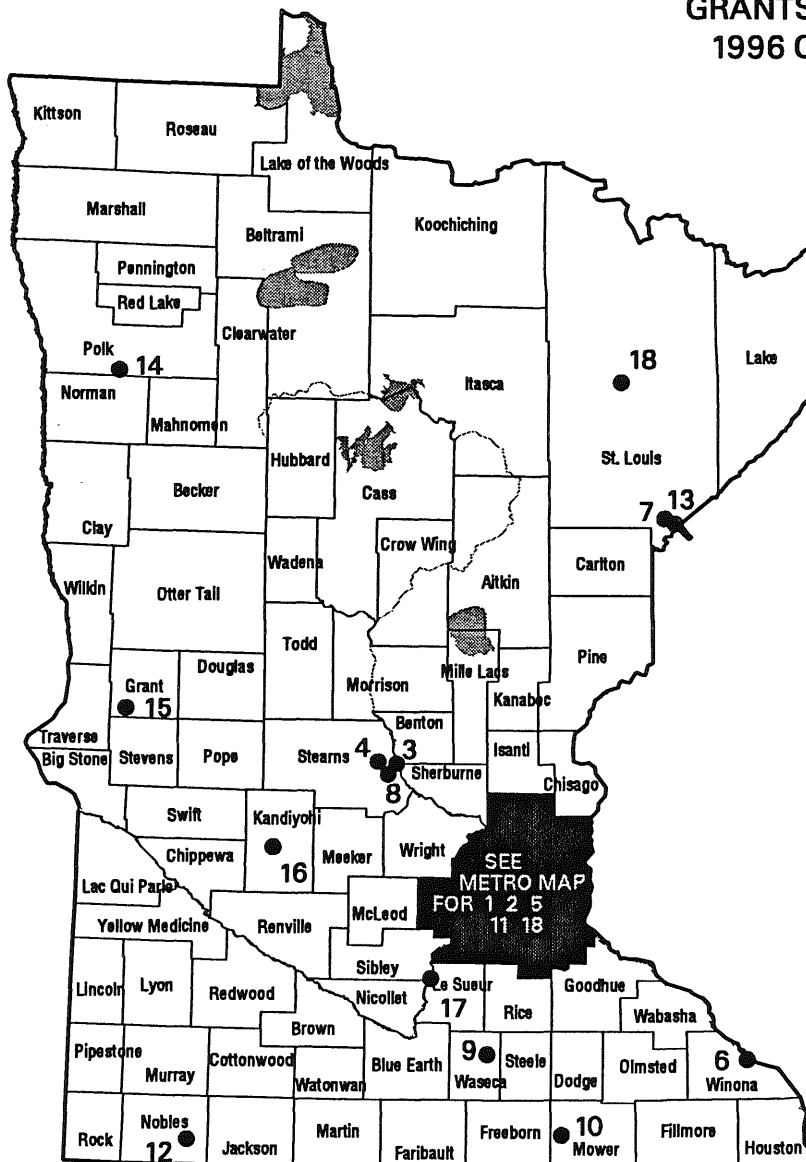 GRANTS
1996 C
Kittson
Roseau
Lake of the Woods
Marshall
Beltrami
Koochiching
Pennington
Red Lake
Clearwater
Polk
14
18
Lake
Itasca
Norman
Mahnomen
Hubbard
St. Louis
Becker
Cass
7 13
Clay
Crow Wing
Wadena
Carlton
Wilkin
Otter Tail
Aitkin
Todd
Pine
Douglas
Mille Lacs
Grant
15
Morrison
Kanabec
Benton
Traverse
Isanti
Big Stone
Stevens
Pope
Stearns
4 3
8
Sherburne
Chisago
Swift
Kandiyohi
Chippewa
Meeker
Wright
16
SEE
METRO MAP
FOR 1 2 5
11 18
Lac Qui Parle
McLeod
Yellow Medicine
Renville
Sibley
Lincoln
Lyon
Redwood
Nicollet
Le Sueur
17
Rice
Goodhue
Wabasha
Brown
Pipestone
Murray
Cottonwood
Watonwan
Blue Earth
9
Waseca
Steele
Dodge
Olmsted
6
Winona
Rock
Nobles
12
Jackson
Martin
Faribault
Freeborn
10
Mower
Fillmore
Houston